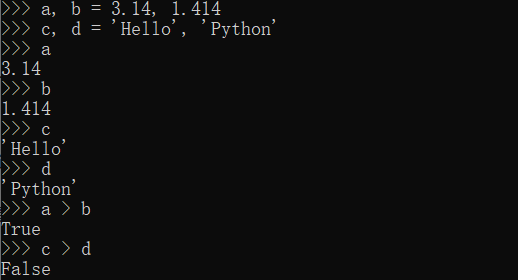 >>> a, b = 3.14, 1.414
>>> c, d = 'Hello', 'Python'
>>> a
3.14
>>> b
1.414
>>> c
'Hello'
>>> d
'Python'
>>> a > b
True
>>> c > d
False